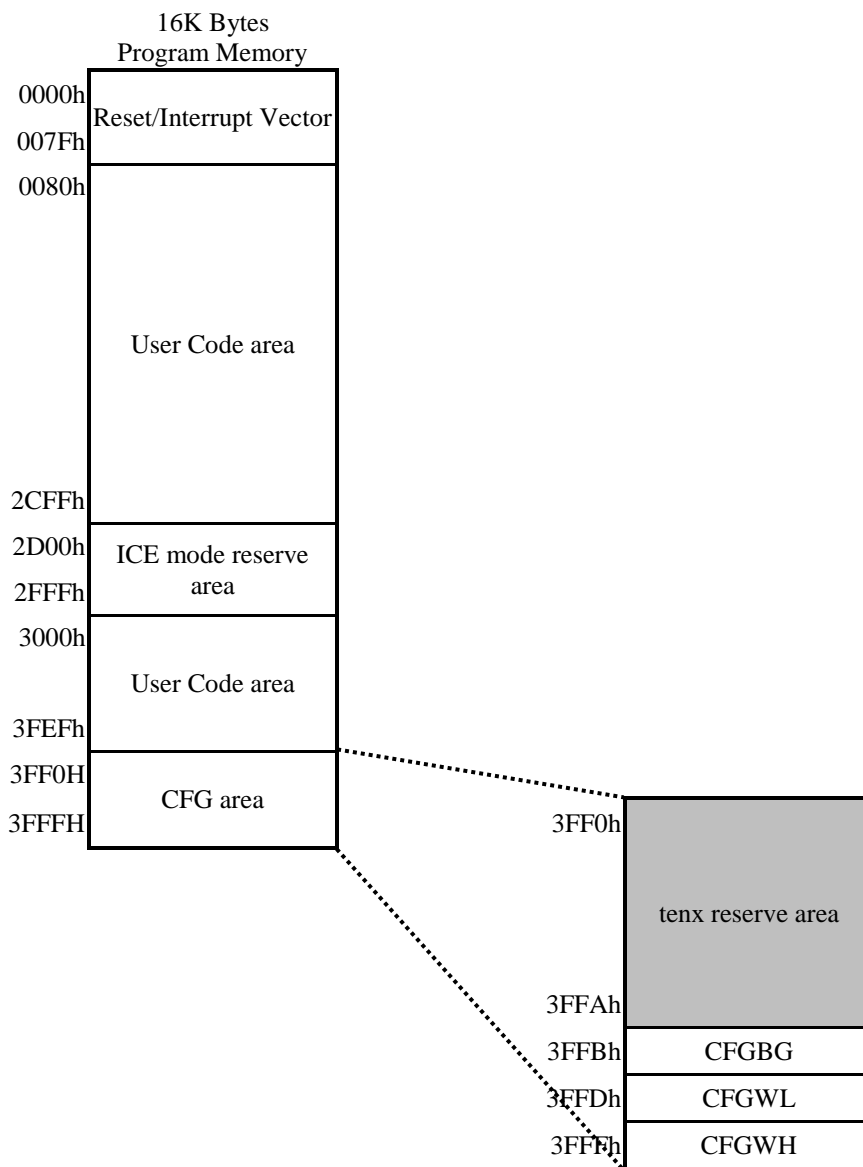 16K Bytes
Program Memory
0000h
Reset/Interrupt Vector
007Fh
0080h
User Code area
2CFFh
2D00h
ICE mode reserve
area
2FFFh
3000h
User Code area
3FEFh
3FF0H
CFG area
3FFFH
3FF0h
tenx reserve area
3FFAh
3FFBh
CFGBG
3FFDh
CFGWL
3FFFh
CFGWH